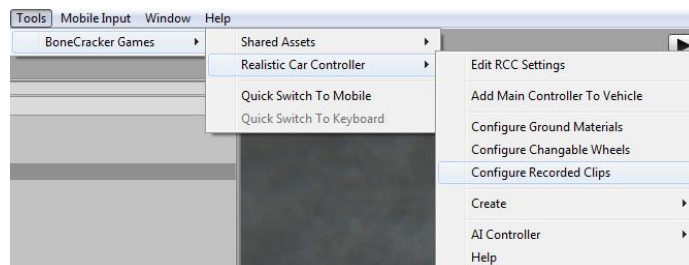 Tools Mobile Input Window Help
BoneCracker Games
Shared Assets
Realistic Car Controller
Quick Switch To Mobile
Quick Switch To Keyboard
Edit RCC Settings
Add Main Controller To Vehicle
Configure Ground Materials
Configure Changable Wheels
Configure Recorded Clips
Create
AI Controller
Help